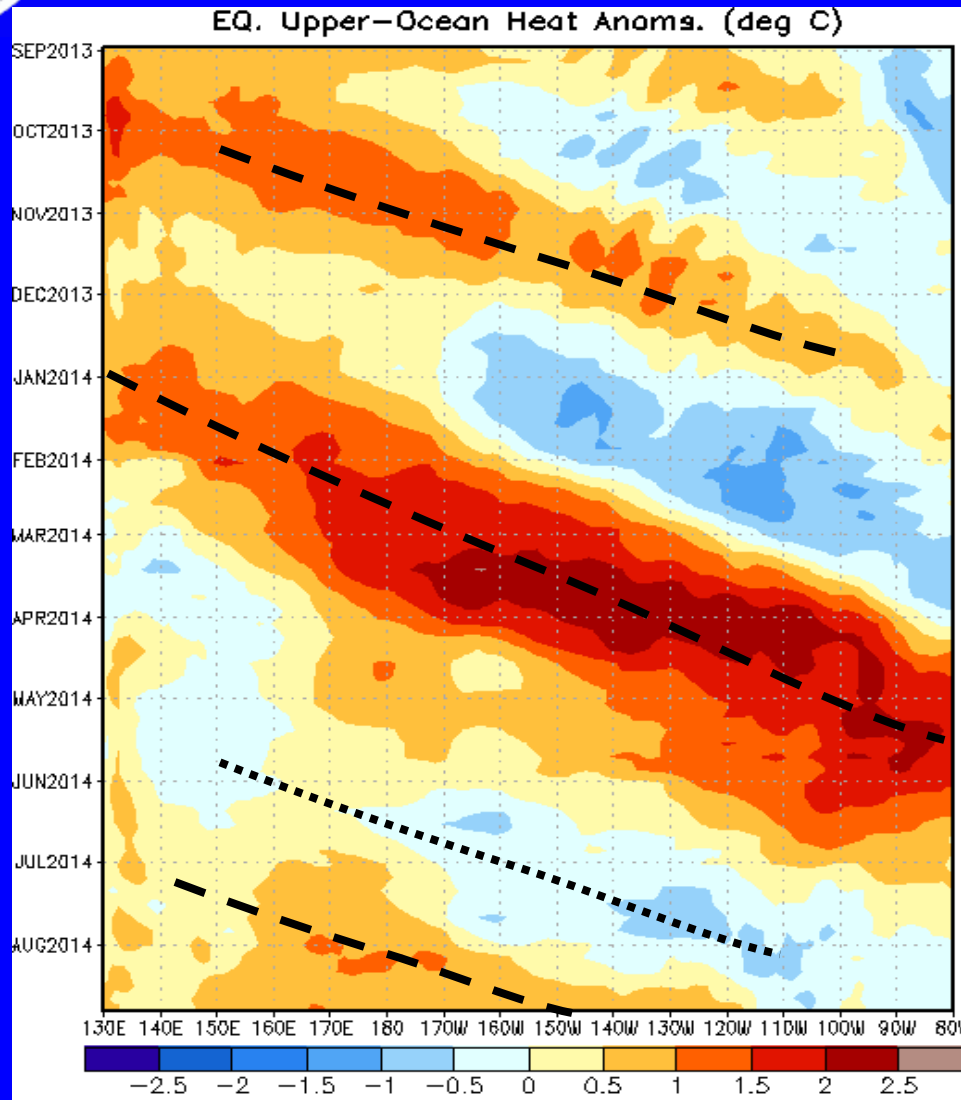 EQ. Upper-Ocean Heat Anoms. (deg C)
SEP2013
OCT2013
NOV2013
DEC2013
JAN2014
FEB2014
MAR2014
APR2014
MAY2014
JUN2014
JUL2014
AUG2014
130E 140E 150E 160E 170E 180 170W 160W 150W 140W 130W 120W 110W 100W 90W 80W
-2.5 -2 -1.5 -1 -0.5 0 0.5 1 1.5 2 2.5